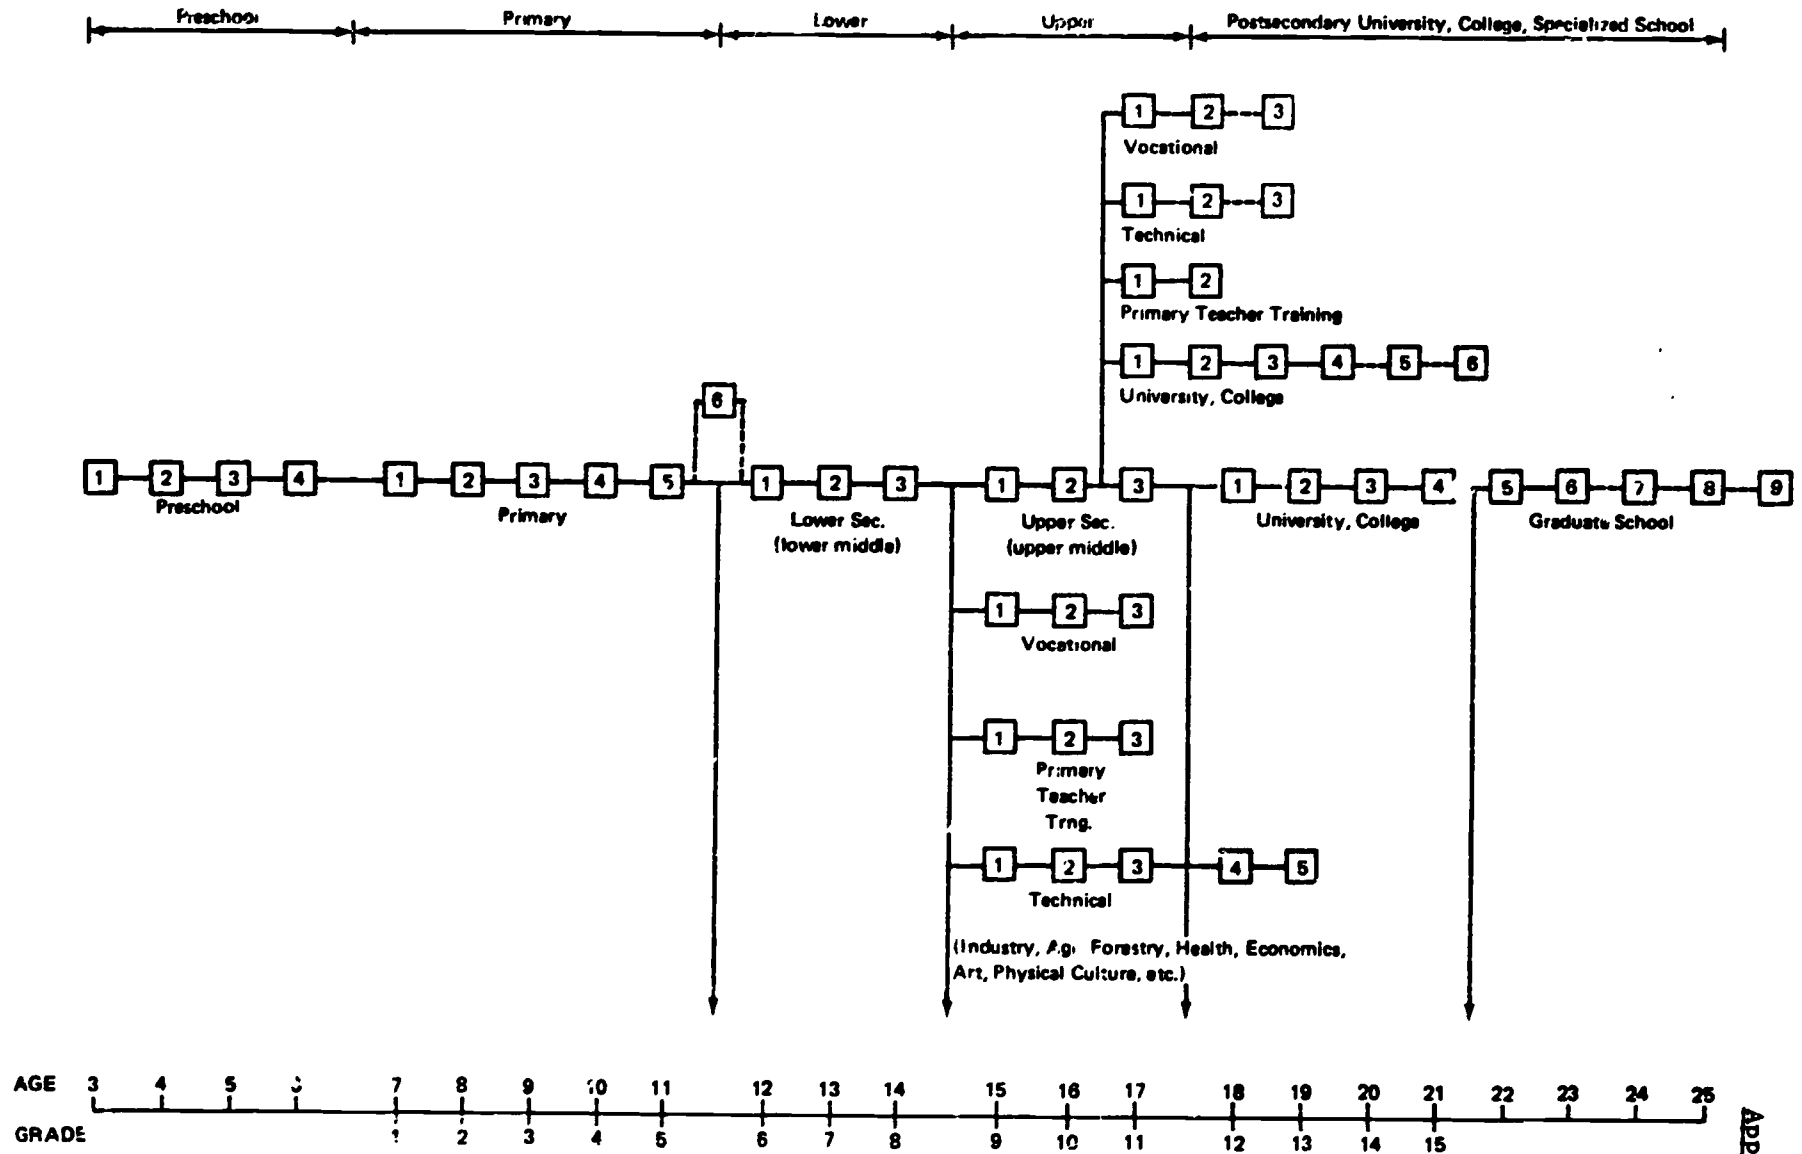 Preschool Primary Lower Upper Postsecondary University, College, Specialized School
1 2 3
Vocational
1 2 3
Technical
1 2
Primary Teacher Training
1 2 3 4 5 6
University, College
6
1 2 3 4 1 2 3 4 5 1 2 3 1 2 3 1 2 3 4 5 6 7 8 9
Preschool Primary Lower Sec. Upper Sec. University, College Graduate School
(lower middle) (upper middle)
1 2 3
Vocational
1 2 3
Primary
Teacher
Trng.
1 2 3 4 5
Technical
(Industry, Forestry, Health, Economics,
Art, Physical Culture, etc.)
AGE 3 4 5 7 8 9 10 11 12 13 14 15 16 17 18 19 20 21 22 23 24 25
GRADE 1 2 3 4 5 6 7 8 9 10 11 12 13 14 15
App